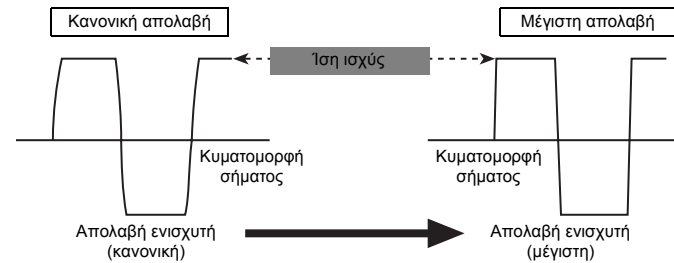 Κανονική απολαβή
Μέγιστη απολαβή
Ίση ισχύς
Κυματομορφή
σήματος
Κυματομορφή
σήματος
Απολαβή ενισχυτή
(κανονική)
Απολαβή ενισχυτή
(μέγιστη)